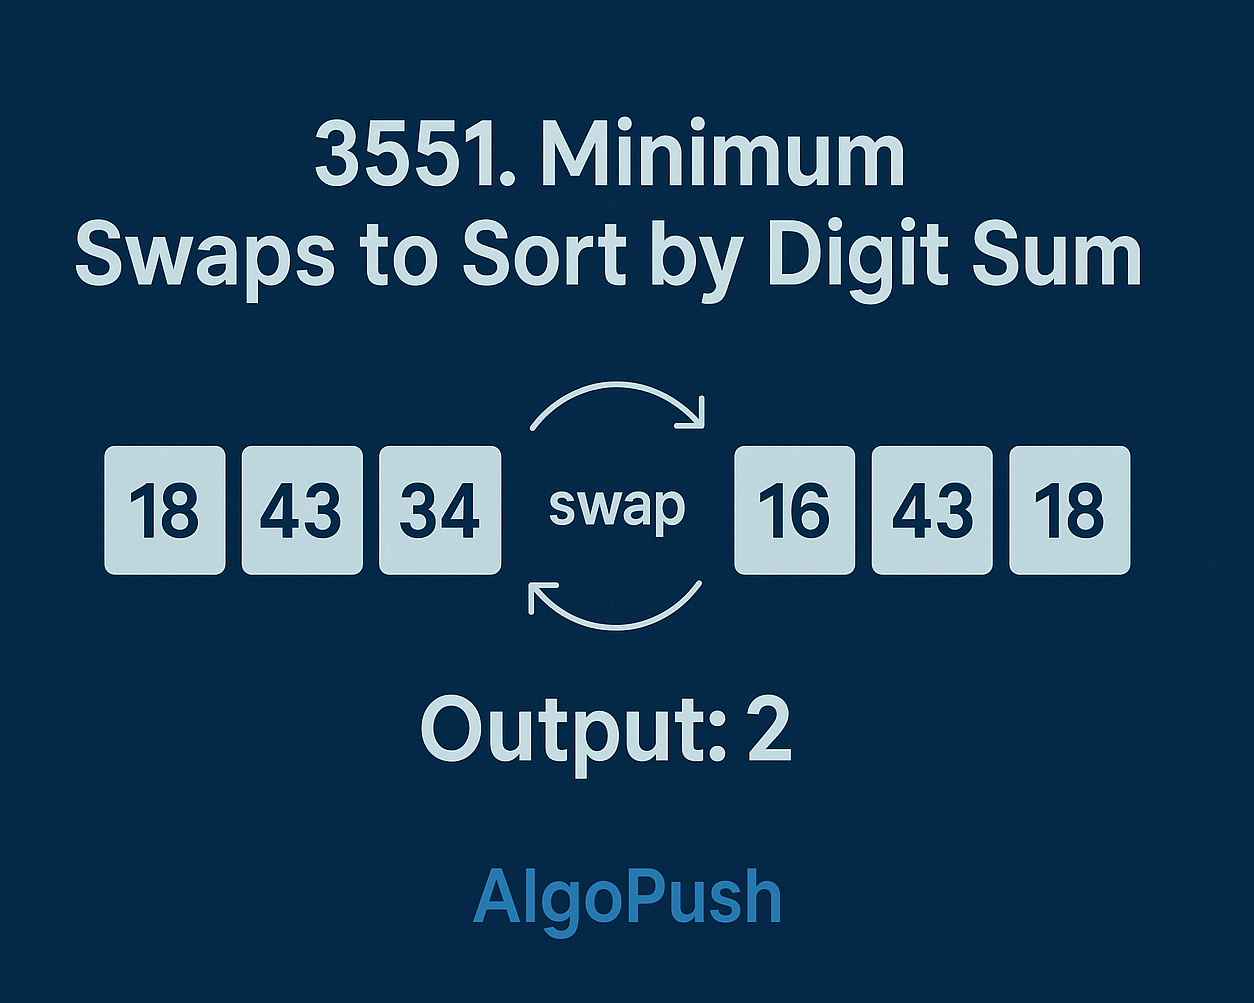 3551. Minimum
Swaps to Sort by Digit Sum
18 43 34 swap 16 43 18
Output: 2
AlgoPush